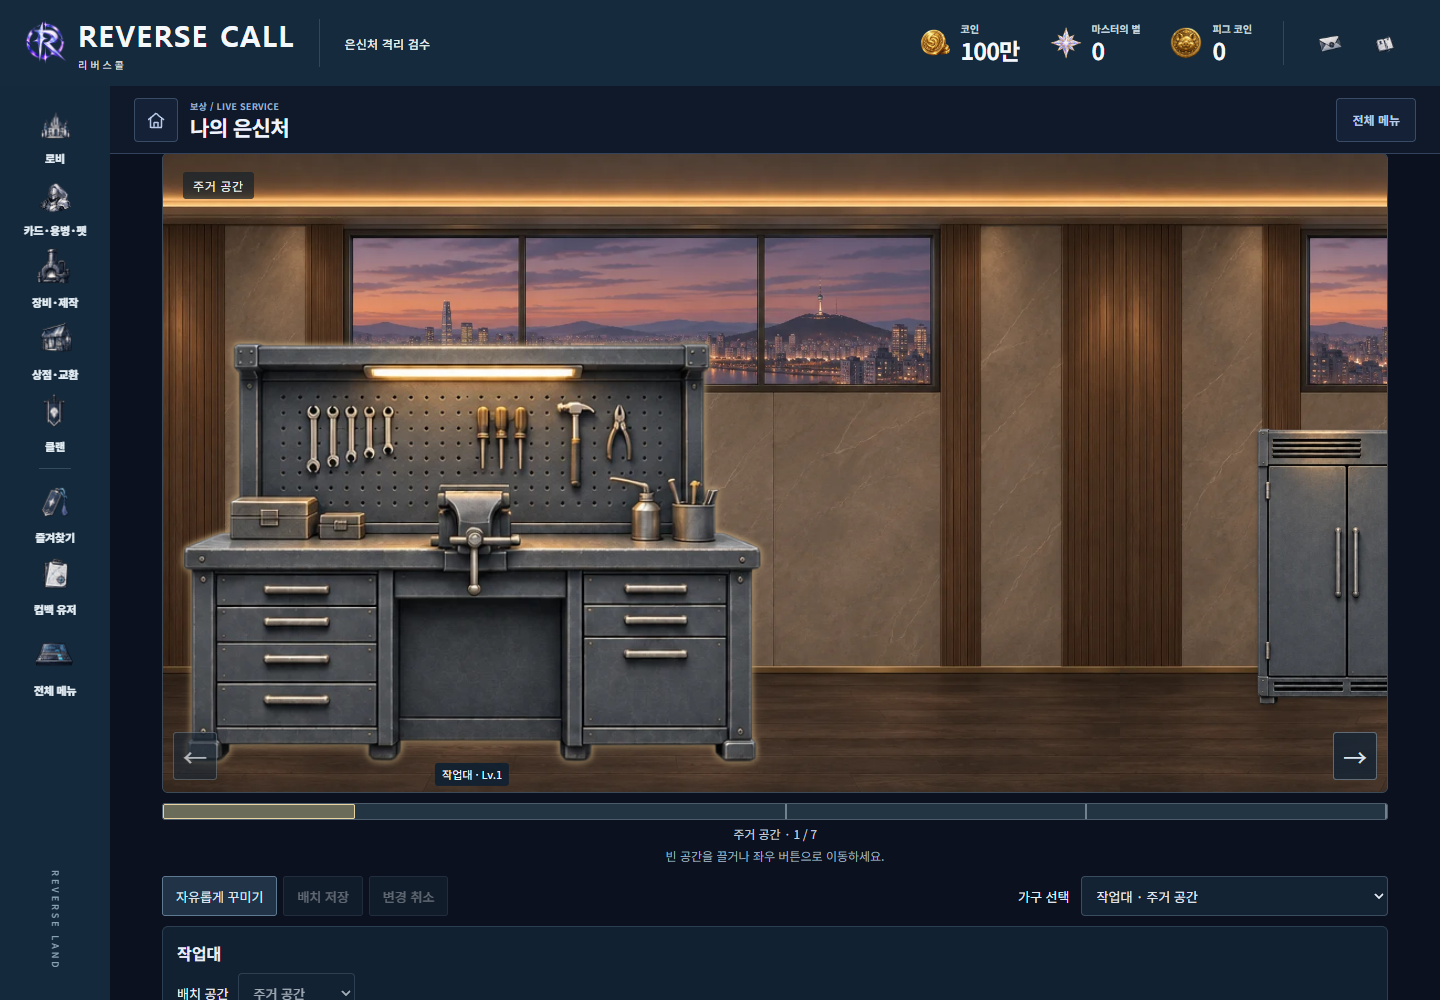 REVERSE CALL
리버스콜
은신처 격리 검수
코인
100만
마스터의 별
0
피그 코인
0
로비
카드·용병·펫
장비·제작
상점·교환
클랜
즐겨찾기
컴백 유저
전체 메뉴
REVERSE LAND
보상 / LIVE SERVICE
나의 은신처
전체 메뉴
주거 공간
←
→
작업대 · Lv.1
주거 공간 · 1 / 7
빈 공간을 끌거나 좌우 버튼으로 이동하세요.
자유롭게 꾸미기
배치 저장
변경 취소
가구 선택
작업대 · 주거 공간
작업대
배치 공간
주거 공간